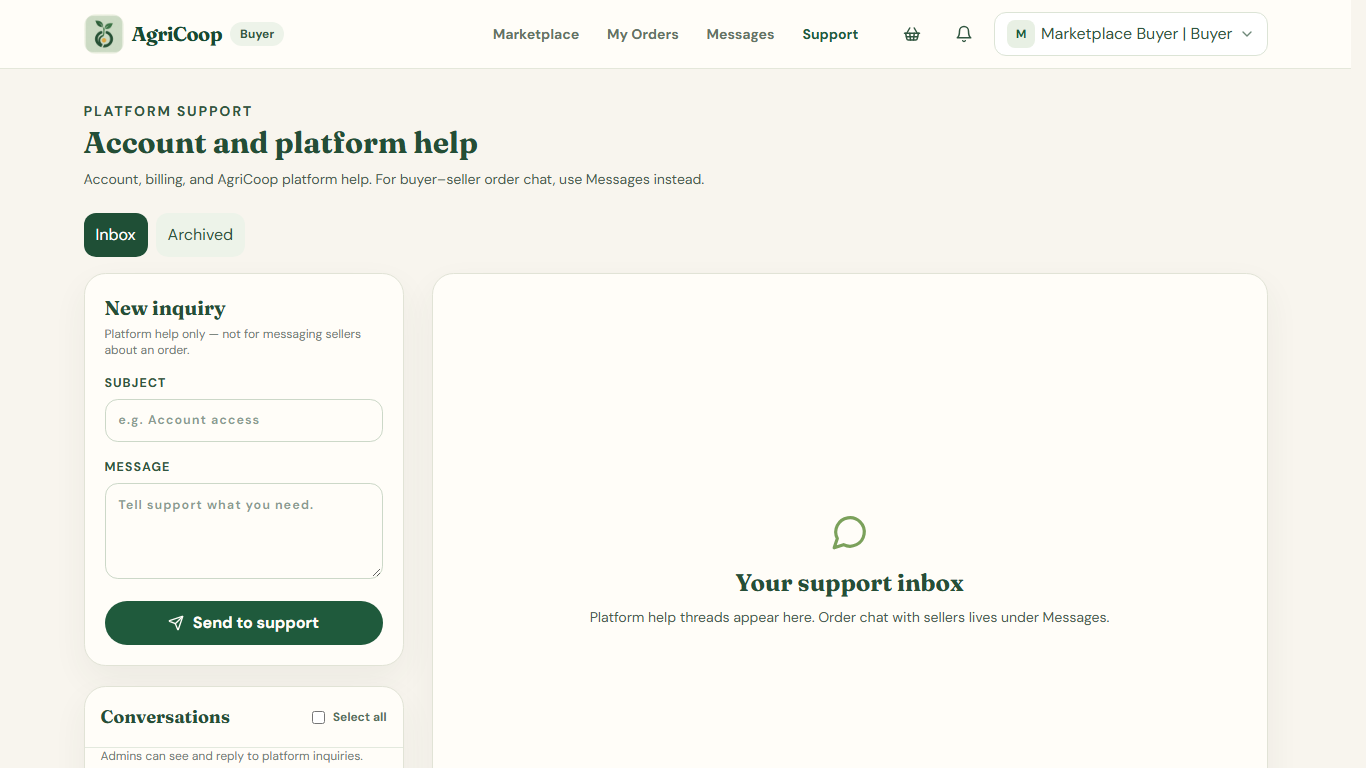 AgriCoop
Buyer
Marketplace
My Orders
Messages
Support
M
Marketplace Buyer | Buyer
PLATFORM SUPPORT
Account and platform help
Account, billing, and AgriCoop platform help. For buyer–seller order chat, use Messages instead.
Inbox
Archived
New inquiry
Platform help only — not for messaging sellers
about an order.
SUBJECT
e.g. Account access
MESSAGE
Tell support what you need.
Send to support
Conversations
Select all
Admins can see and reply to platform inquiries.
Your support inbox
Platform help threads appear here. Order chat with sellers lives under Messages.